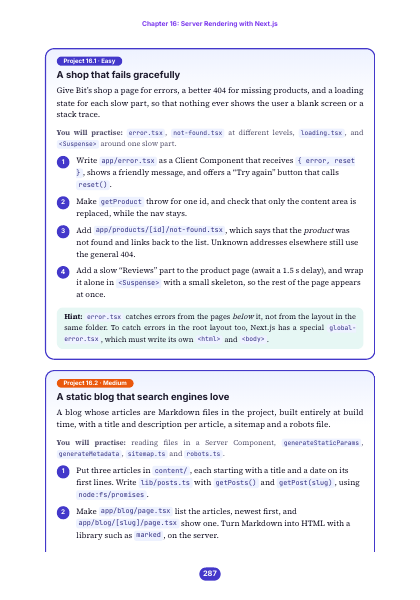 Chapter 16: Server Rendering with Next.js
Project 16.1 · Easy
A shop that fails gracefully
Give Bit's shop a page for errors, a better 404 for missing products, and a loading
state for each slow part, so that nothing ever shows the user a blank screen or a
stack trace.
You will practise: error.tsx, not-found.tsx at different levels, loading.tsx, and
<Suspense> around one slow part.
1 Write app/error.tsx as a Client Component that receives { error, reset
}, shows a friendly message, and offers a “Try again” button that calls
reset().
2 Make getProduct throw for one id, and check that only the content area is
replaced, while the nav stays.
3 Add app/products/[id]/not-found.tsx, which says that the product was
not found and links back to the list. Unknown addresses elsewhere still use
the general 404.
4 Add a slow “Reviews” part to the product page (await a 1.5 s delay), and wrap
it alone in <Suspense> with a small skeleton, so the rest of the page appears
at once.
Hint: error.tsx catches errors from the pages below it, not from the layout in the
same folder. To catch errors in the root layout too, Next.js has a special global-
error.tsx, which must write its own <html> and <body>.
Project 16.2 · Medium
A static blog that search engines love
A blog whose articles are Markdown files in the project, built entirely at build
time, with a title and description per article, a sitemap and a robots file.
You will practise: reading files in a Server Component, generateStaticParams,
generateMetadata, sitemap.ts and robots.ts.
1 Put three articles in content/, each starting with a title and a date on its
first lines. Write lib/posts.ts with getPosts() and getPost(slug), using
node:fs/promises.
2 Make app/blog/page.tsx list the articles, newest first, and
app/blog/[slug]/page.tsx show one. Turn Markdown into HTML with a
library such as marked, on the server.
287